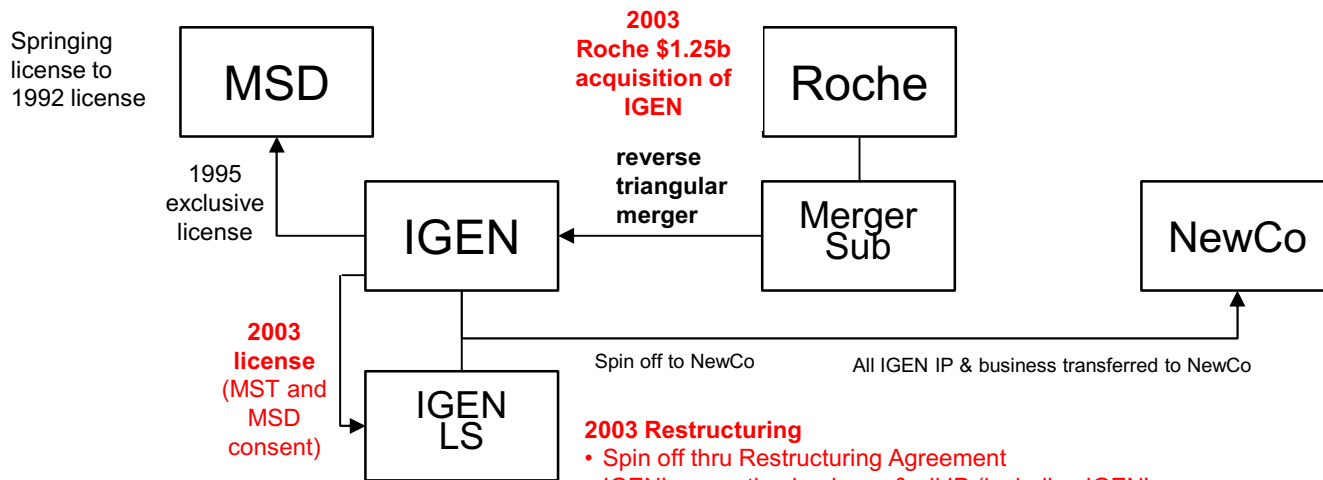 Springing
license to
1992 license
MSD
2003
Roche $1.25b
acquisition of
IGEN
Roche
1995
exclusive
license
reverse
triangular
merger
IGEN
Merger
Sub
NewCo
2003
license
(MST and
MSD
consent)
Spin off to NewCo
All IGEN IP & business transferred to NewCo
IGEN
LS
2003 Restructuring
• Spin off thru Restructuring Agreement